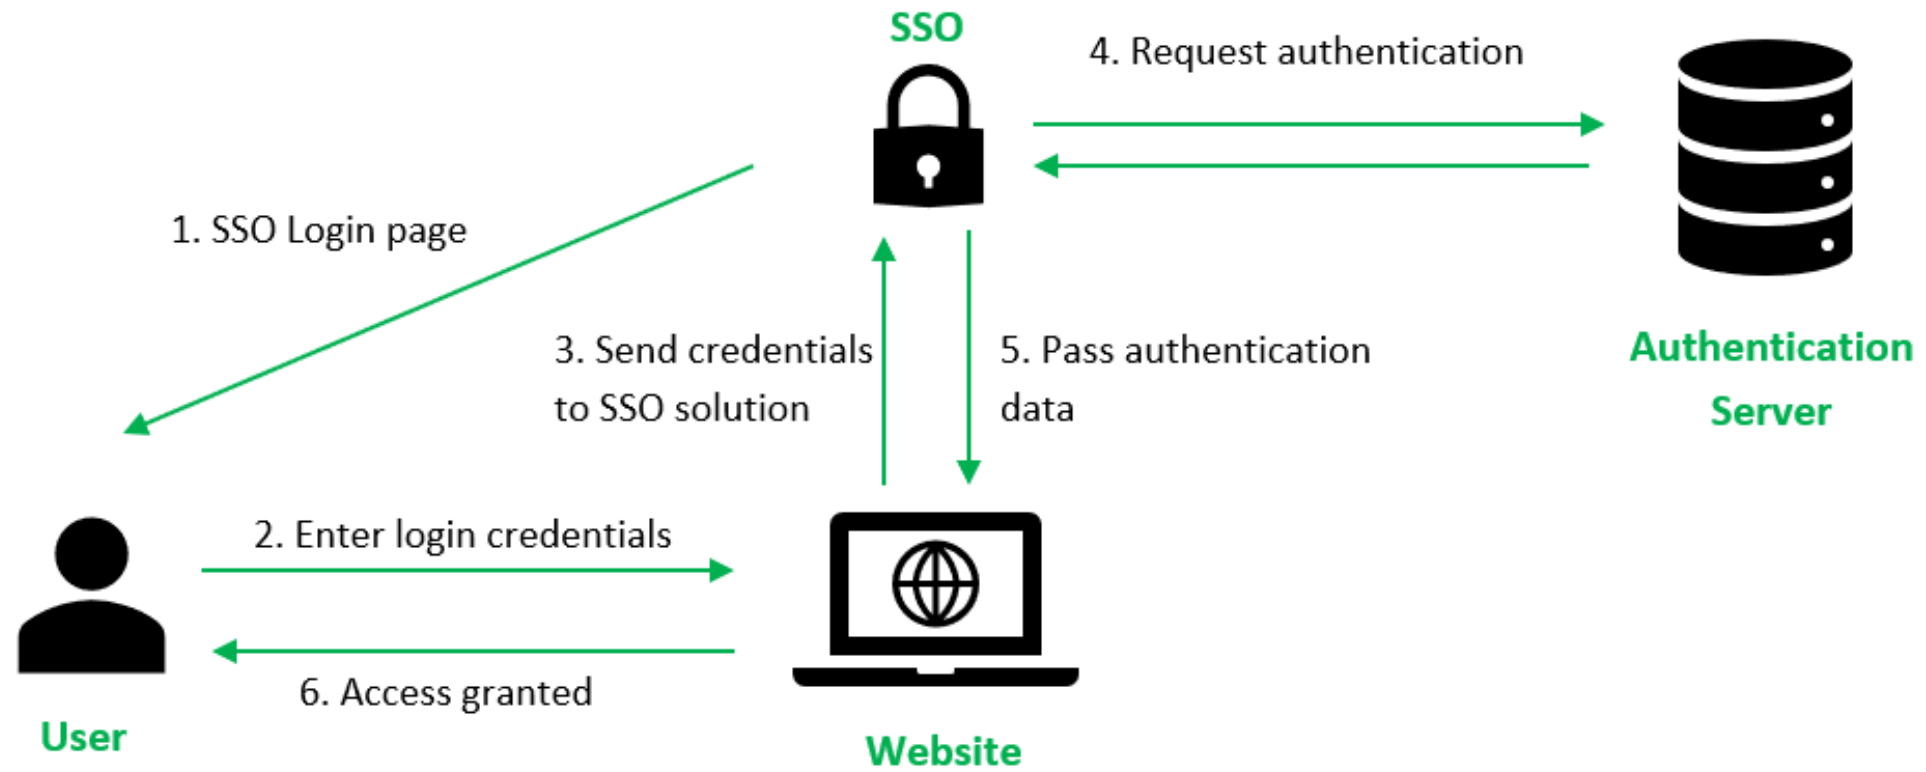 SSO
4. Request authentication
1. SSO Login page
3. Send credentials
to SSO solution
5. Pass authentication
data
Authentication
Server
2. Enter login credentials
6. Access granted
User
Website